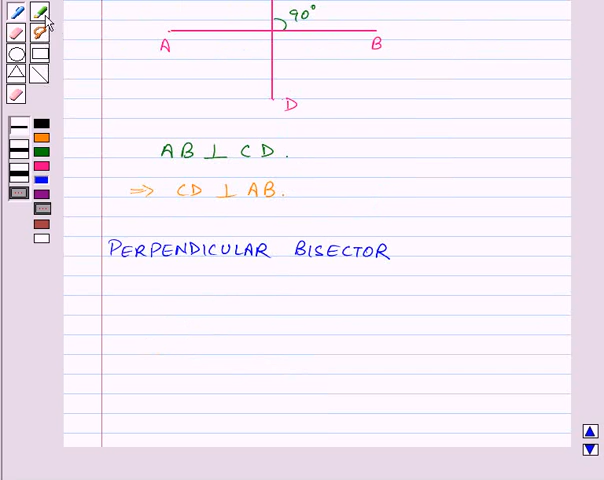 90°
A B
D
AB ⊥ CD.
⇒ CD ⊥ AB.
PERPENDICULAR BISECTOR